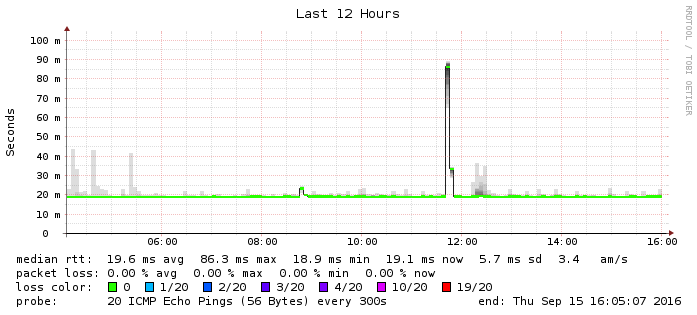 Last 12 Hours
RRDTOOL / TOBI OETIKER
Seconds
100 m
90 m
80 m
70 m
60 m
50 m
40 m
30 m
20 m
10 m
0
06:00 08:00 10:00 12:00 14:00 16:00
median rtt: 19.6 ms avg 86.3 ms max 18.9 ms min 19.1 ms now 5.7 ms sd 3.4 am/s
packet loss: 0.00 % avg 0.00 % max 0.00 % min 0.00 % now
loss color: 0 1/20 2/20 3/20 4/20 10/20 19/20
probe: 20 ICMP Echo Pings (56 Bytes) every 300s end: Thu Sep 15 16:05:07 2016